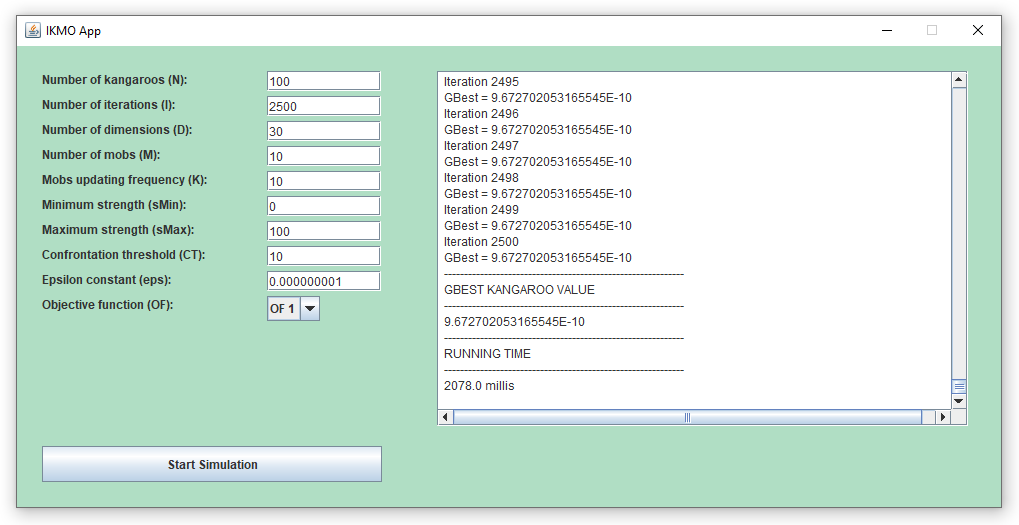 IKMO App
Number of kangaroos (N): 100
Number of iterations (I): 2500
Number of dimensions (D): 30
Number of mobs (M): 10
Mobs updating frequency (K): 10
Minimum strength (sMin): 0
Maximum strength (sMax): 100
Confrontation threshold (CT): 10
Epsilon constant (eps): 0.000000001
Objective function (OF): OF 1
Start Simulation
Iteration 2495
GBest = 9.672702053165545E-10
Iteration 2496
GBest = 9.672702053165545E-10
Iteration 2497
GBest = 9.672702053165545E-10
Iteration 2498
GBest = 9.672702053165545E-10
Iteration 2499
GBest = 9.672702053165545E-10
Iteration 2500
GBest = 9.672702053165545E-10
------------------------------------------------------------
GBEST KANGAROO VALUE
------------------------------------------------------------
9.672702053165545E-10
------------------------------------------------------------
RUNNING TIME
------------------------------------------------------------
2078.0 millis